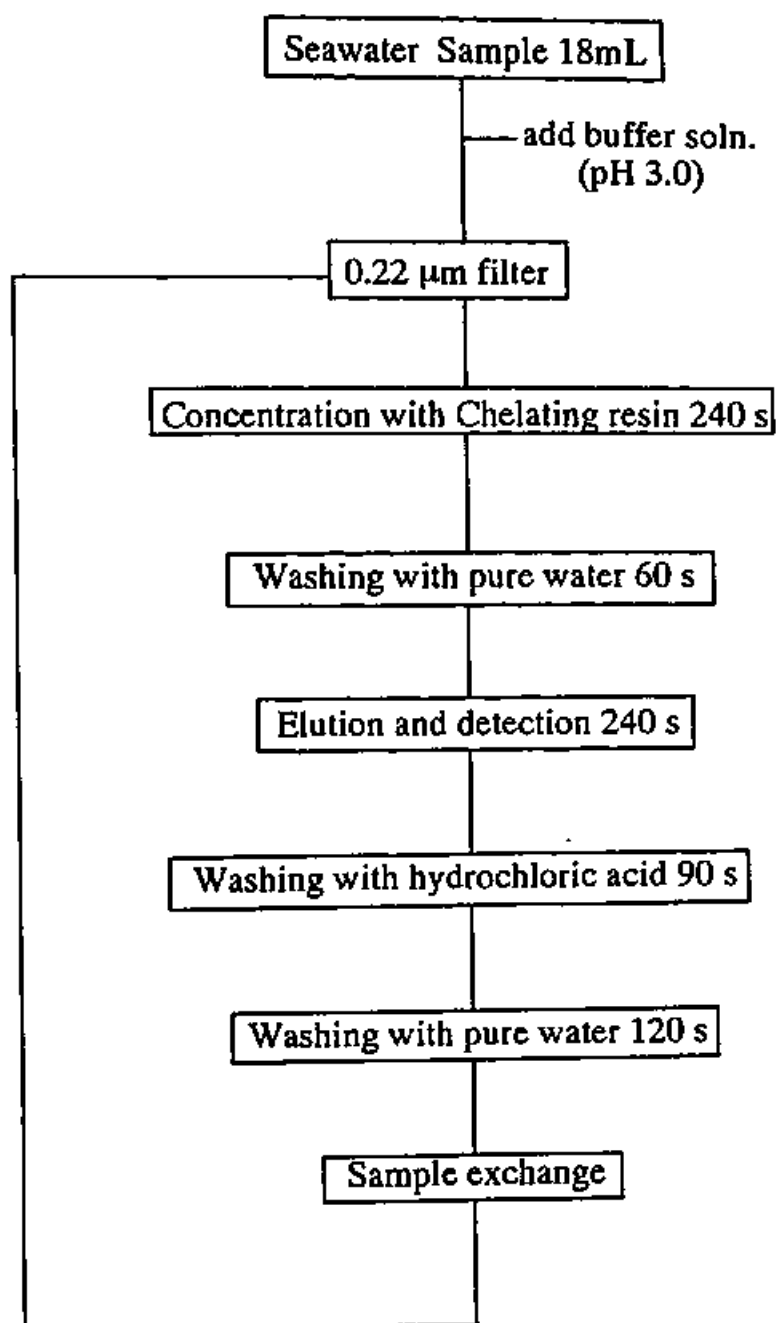 Seawater Sample 18mL
add buffer soln.
(pH 3.0)
0.22 μm filter
Concentration with Chelating resin 240 s
Washing with pure water 60 s
Elution and detection 240 s
Washing with hydrochloric acid 90 s
Washing with pure water 120 s
Sample exchange